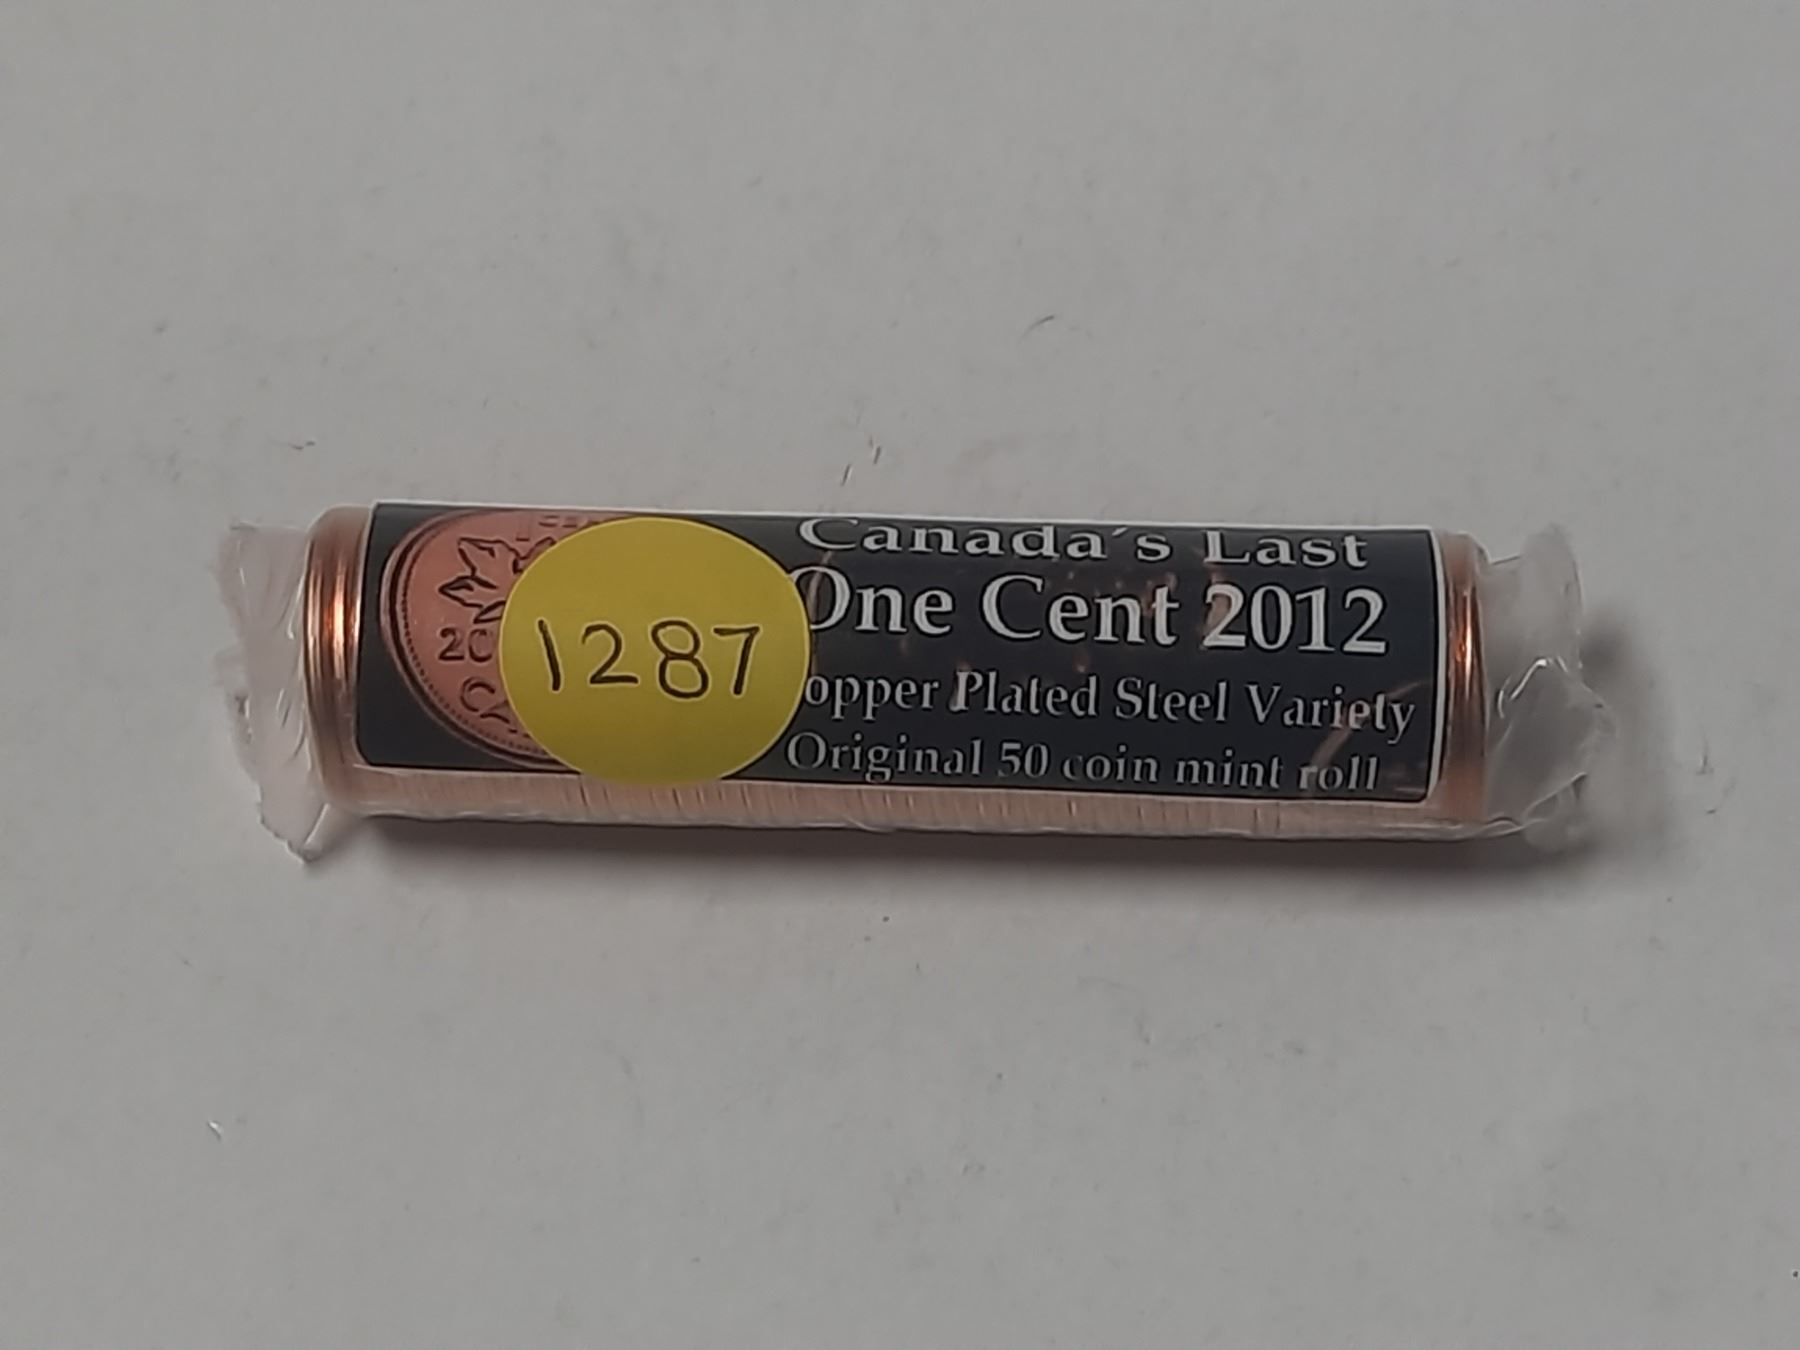 Canada's Last
One Cent 2012
opper Plated Steel Variety
Original 50 coin mint roll
1287